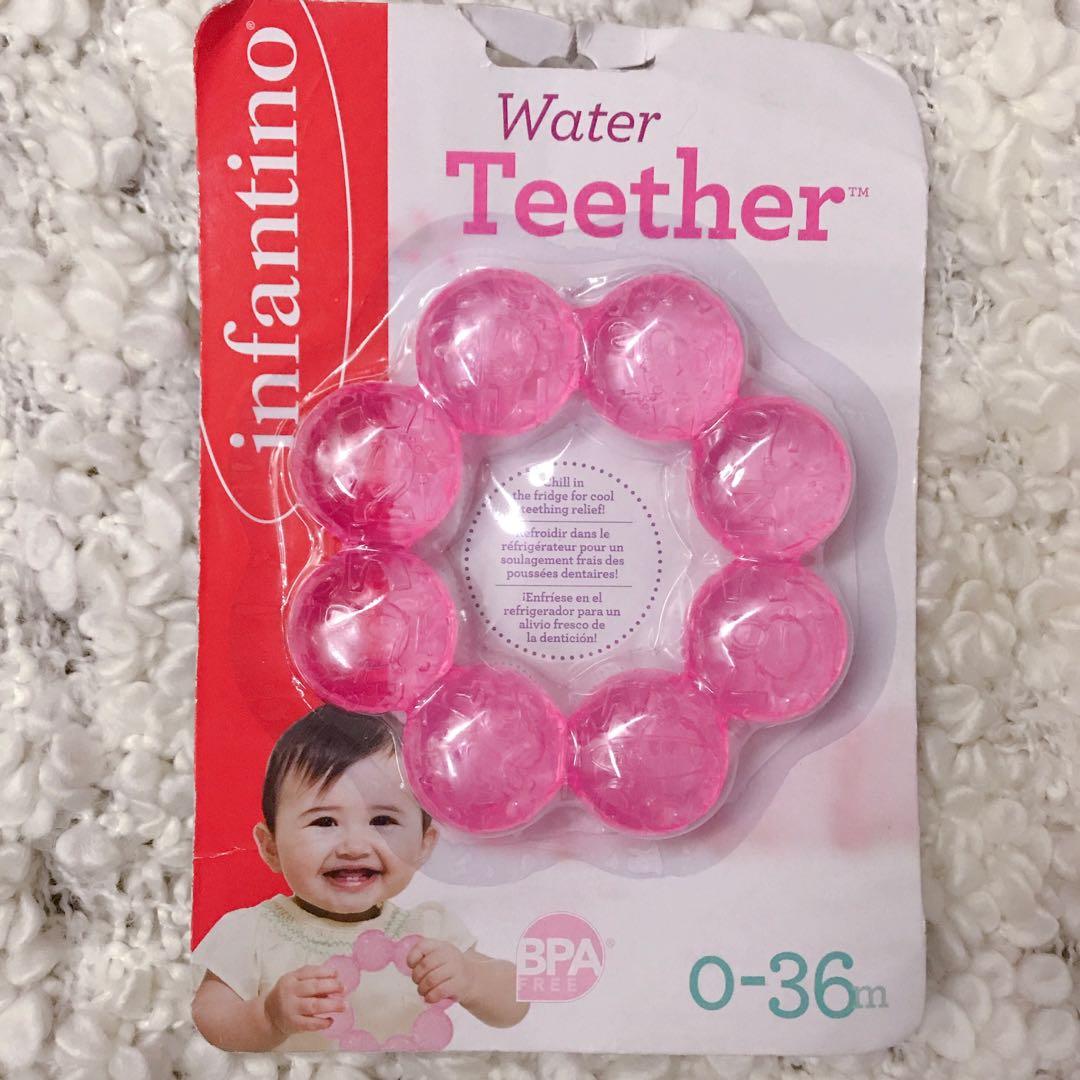 infantino®
Water
Teether™
Chill in
the fridge for cool
teething relief!
Refroidir dans le
réfrigérateur pour un
soulagement frais des
poussées dentaires!
¡Enfríese en el
refrigerador para un
alivio fresco de
la dentición!
BPA®
FREE
0-36m